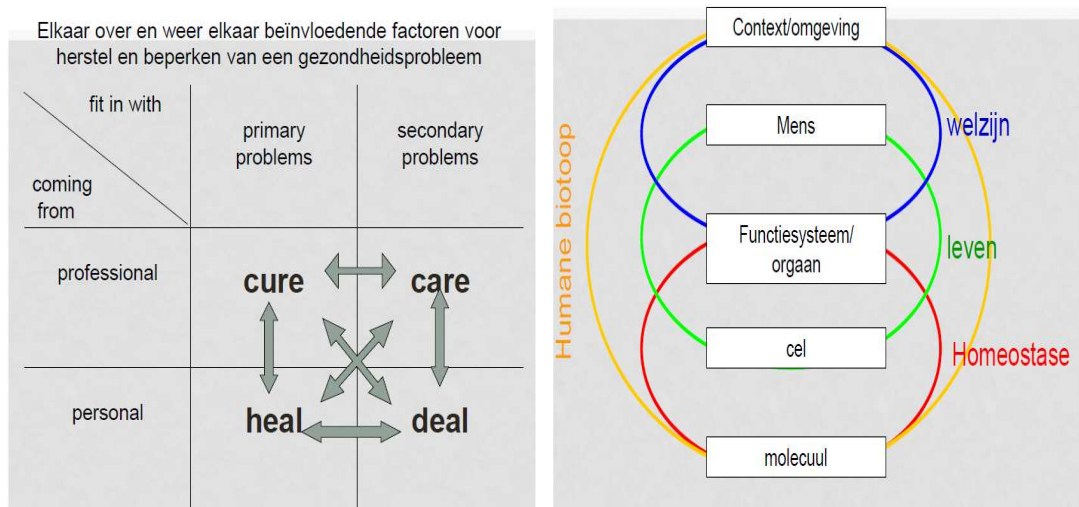 Elkaar over en weer elkaar beïnvloedende factoren voor
herstel en beperken van een gezondheidsprobleem
fit in with
coming
from
primary
problems
secondary
problems
professional
cure
care
personal
heal
deal
Context/omgeving
Mens
welzijn
Humane biotoop
Functiesysteem/
orgaan
leven
cel
Homeostase
molecuul